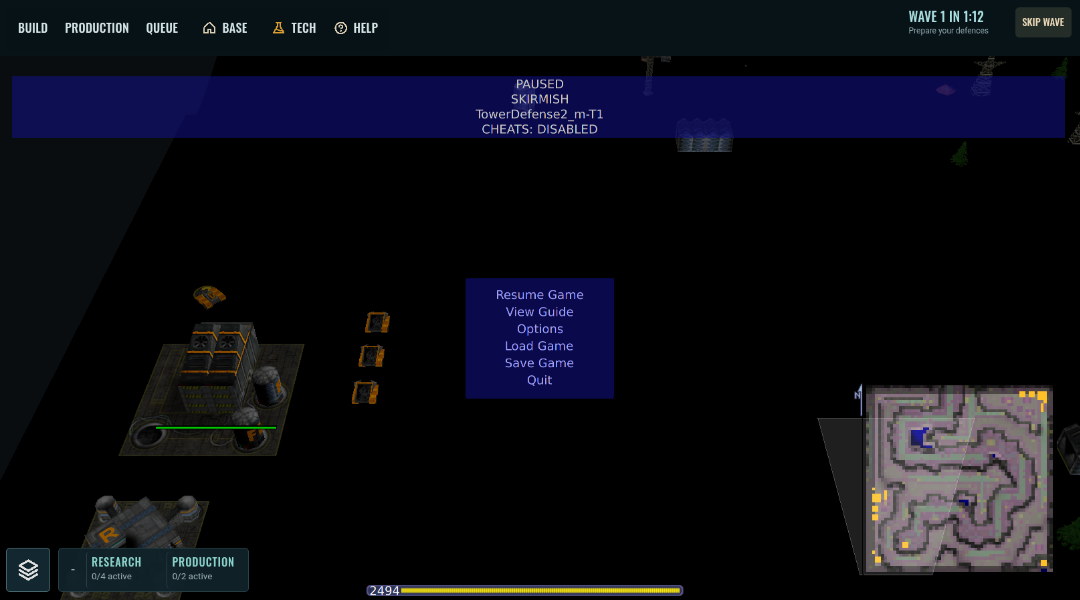 BUILD PRODUCTION QUEUE BASE TECH HELP
WAVE 1 IN 1:12
Prepare your defences
SKIP WAVE
PAUSED
SKIRMISH
TowerDefense2_m-T1
CHEATS: DISABLED
Resume Game
View Guide
Options
Load Game
Save Game
Quit
N
F
R
- RESEARCH PRODUCTION
0/4 active 0/2 active
2494